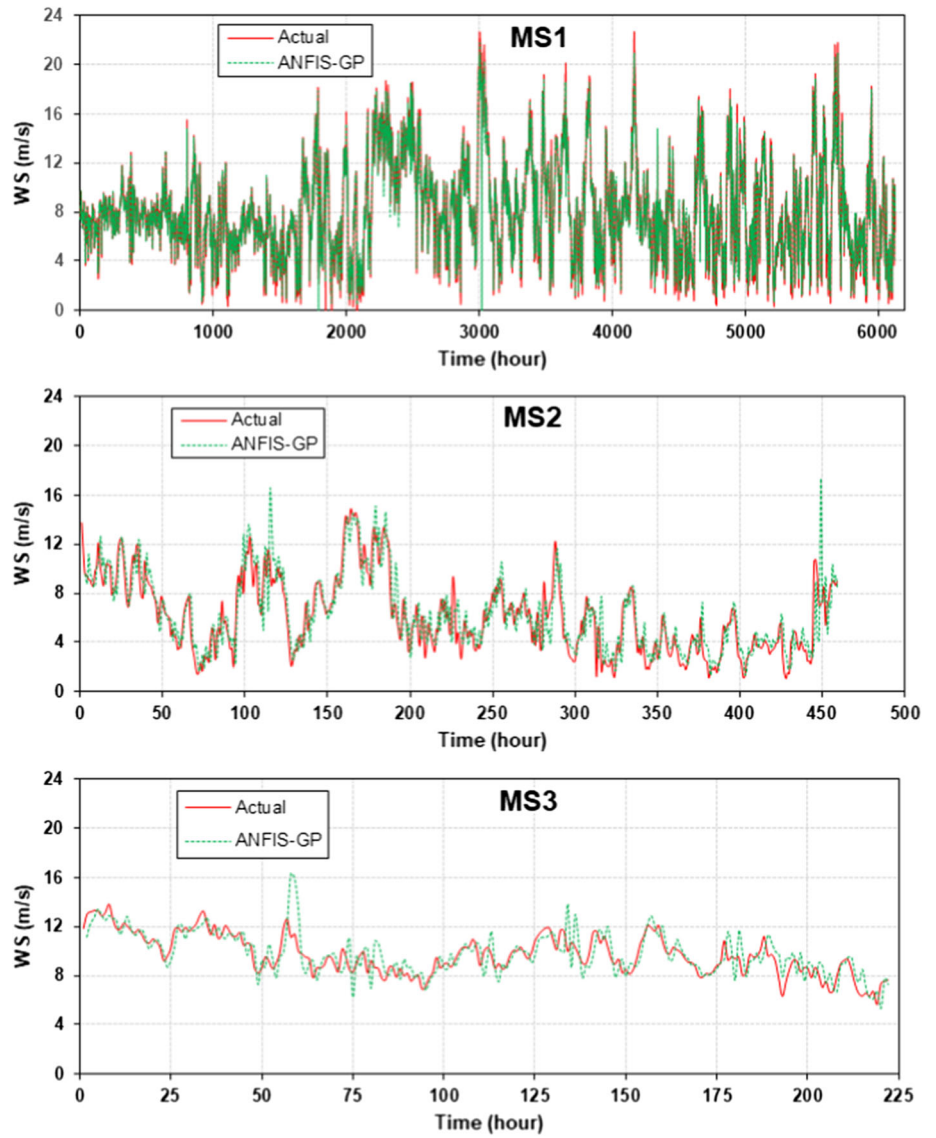 MS1
Actual
ANFIS-GP
WS (m/s)
24
20
16
12
8
4
0
0 1000 2000 3000 4000 5000 6000
Time (hour)
MS2
Actual
ANFIS-GP
WS (m/s)
24
20
16
12
8
4
0
0 50 100 150 200 250 300 350 400 450 500
Time (hour)
MS3
Actual
ANFIS-GP
WS (m/s)
24
20
16
12
8
4
0
0 25 50 75 100 125 150 175 200 225
Time (hour)